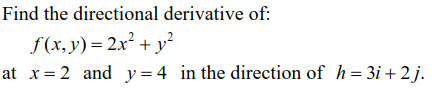 Find the directional derivative of:
f(x, y) = 2x² + y²
at x = 2 and y = 4 in the direction of h = 3i + 2j.